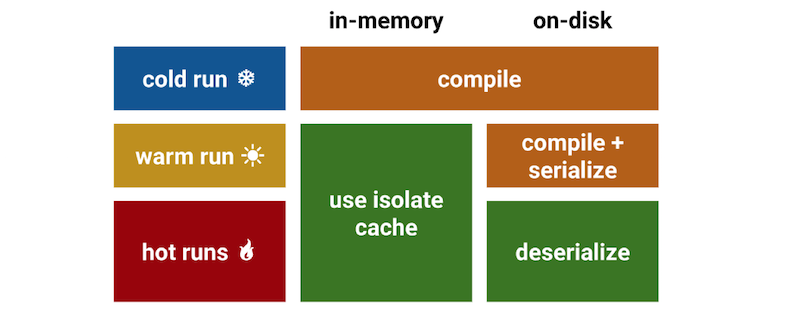 in-memory on-disk
cold run ❄ compile
warm run ☀ compile +
serialize
use isolate
cache
hot runs 🔥 deserialize